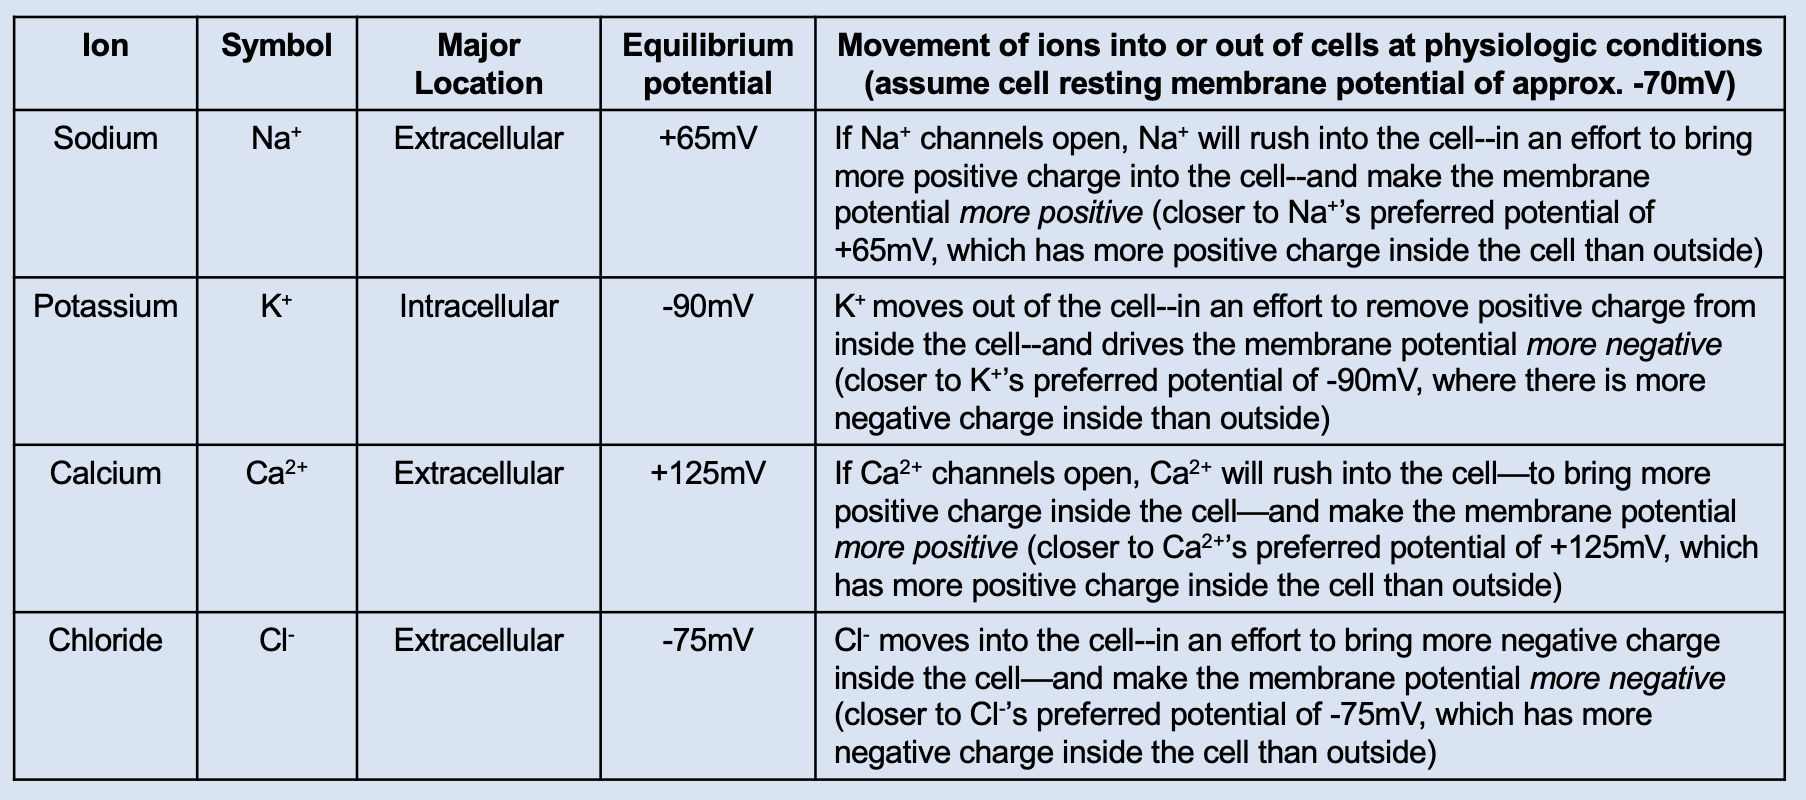 Ion
Symbol
Major
Location
Equilibrium
potential
Movement of ions into or out of cells at physiologic conditions
(assume cell resting membrane potential of approx. -70mV)
Sodium
Na⁺
Extracellular
+65mV
If Na⁺ channels open, Na⁺ will rush into the cell--in an effort to bring
more positive charge into the cell--and make the membrane
potential more positive (closer to Na⁺’s preferred potential of
+65mV, which has more positive charge inside the cell than outside)
Potassium
K⁺
Intracellular
-90mV
K⁺ moves out of the cell--in an effort to remove positive charge from
inside the cell--and drives the membrane potential more negative
(closer to K⁺’s preferred potential of -90mV, where there is more
negative charge inside than outside)
Calcium
Ca²⁺
Extracellular
+125mV
If Ca²⁺ channels open, Ca²⁺ will rush into the cell—to bring more
positive charge inside the cell—and make the membrane potential
more positive (closer to Ca²⁺’s preferred potential of +125mV, which
has more positive charge inside the cell than outside)
Chloride
Cl⁻
Extracellular
-75mV
Cl⁻ moves into the cell--in an effort to bring more negative charge
inside the cell—and make the membrane potential more negative
(closer to Cl⁻’s preferred potential of -75mV, which has more
negative charge inside the cell than outside)